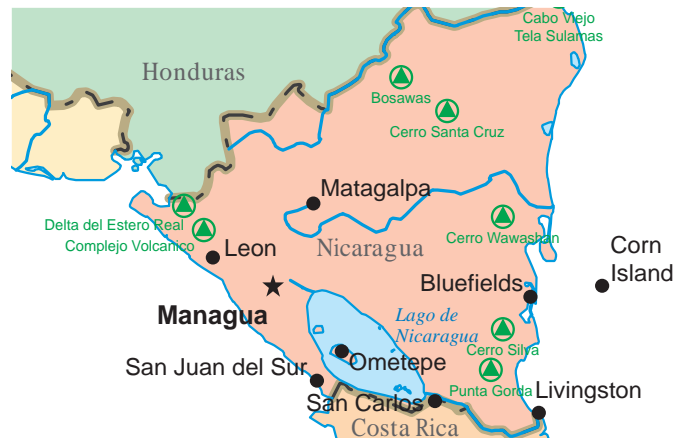 Cabo Viejo
Tela Sulamas
Honduras
Bosawas
Cerro Santa Cruz
Matagalpa
Delta del Estero Real
Complejo Volcanico
Leon
Nicaragua
Cerro Wawashan
Corn
Island
Bluefields
Managua
Lago de
Nicaragua
Cerro Silva
Ometepe
San Juan del Sur
Punta Gorda
Livingston
San Carlos
Costa Rica